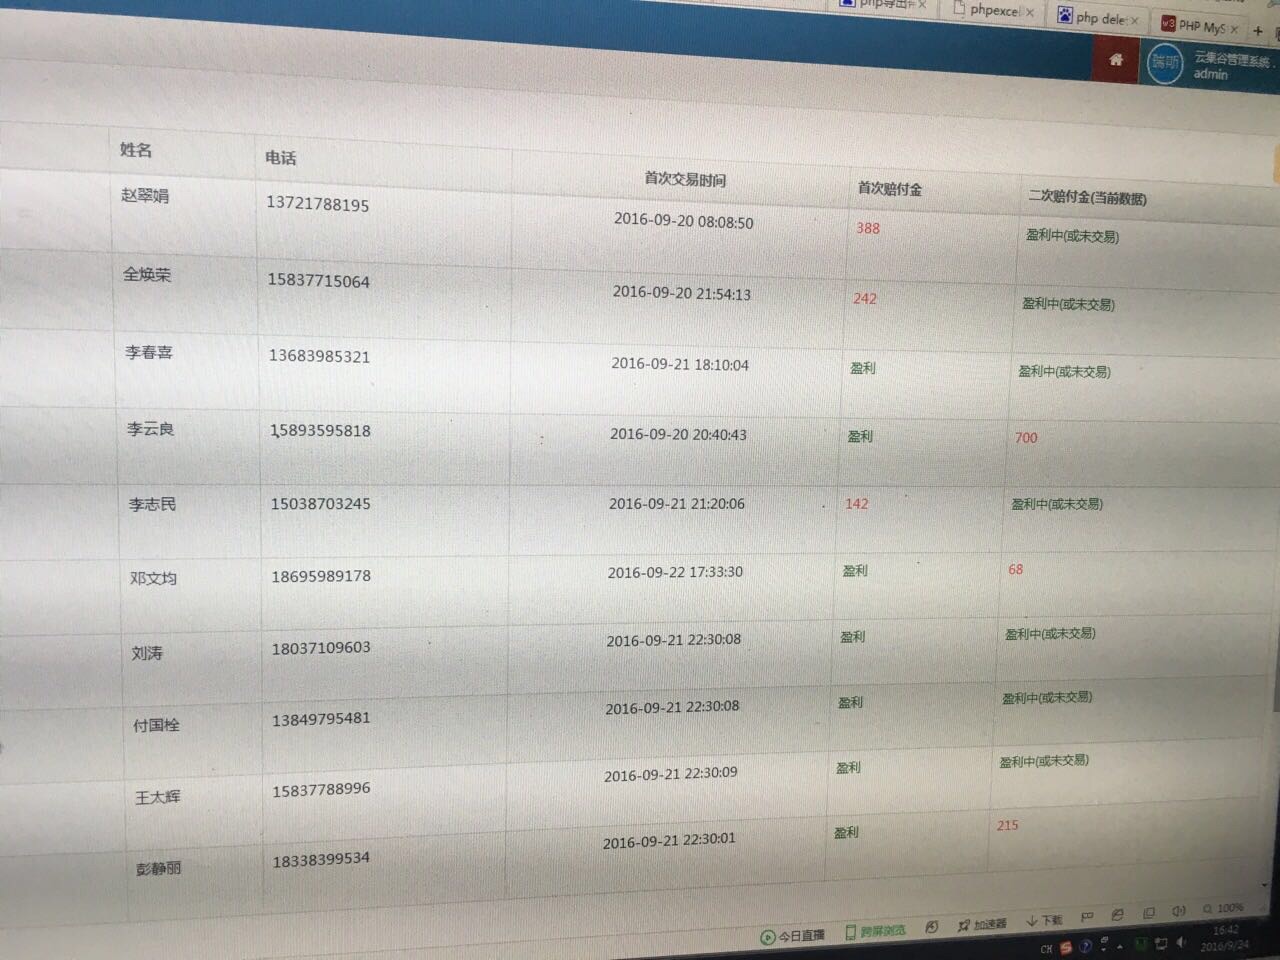 phpexcel
php dele
PHP MyS
云集谷管理系统
admin
姓名 电话 首次交易时间 首次赔付金 二次赔付金(当前数据)
赵翠娟 13721788195 2016-09-20 08:08:50 388 盈利中(或未交易)
全焕荣 15837715064 2016-09-20 21:54:13 242 盈利中(或未交易)
李春喜 13683985321 2016-09-21 18:10:04 盈利 盈利中(或未交易)
李云良 15893595818 2016-09-20 20:40:43 盈利 700
李志民 15038703245 2016-09-21 21:20:06 142 盈利中(或未交易)
邓文均 18695989178 2016-09-22 17:33:30 盈利 68
刘涛 18037109603 2016-09-21 22:30:08 盈利 盈利中(或未交易)
付国栓 13849795481 2016-09-21 22:30:08 盈利 盈利中(或未交易)
王太辉 15837788996 2016-09-21 22:30:09 盈利 盈利中(或未交易)
彭静丽 18338399534 2016-09-21 22:30:01 盈利 215
今日直播 跨屏浏览 加速器 下载 100%
CH 16:42
2016/9/24